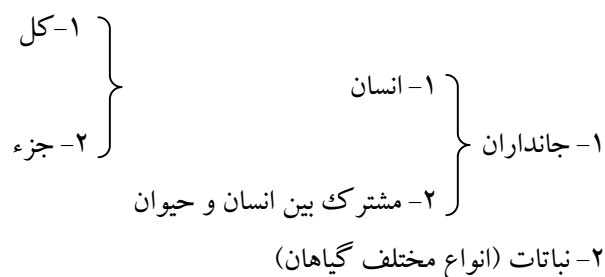 ۱- کل
۱- انسان
۱- جانداران
۲- جزء
۲- مشترک بین انسان و حیوان
۲- نباتات (انواع مختلف گیاهان)